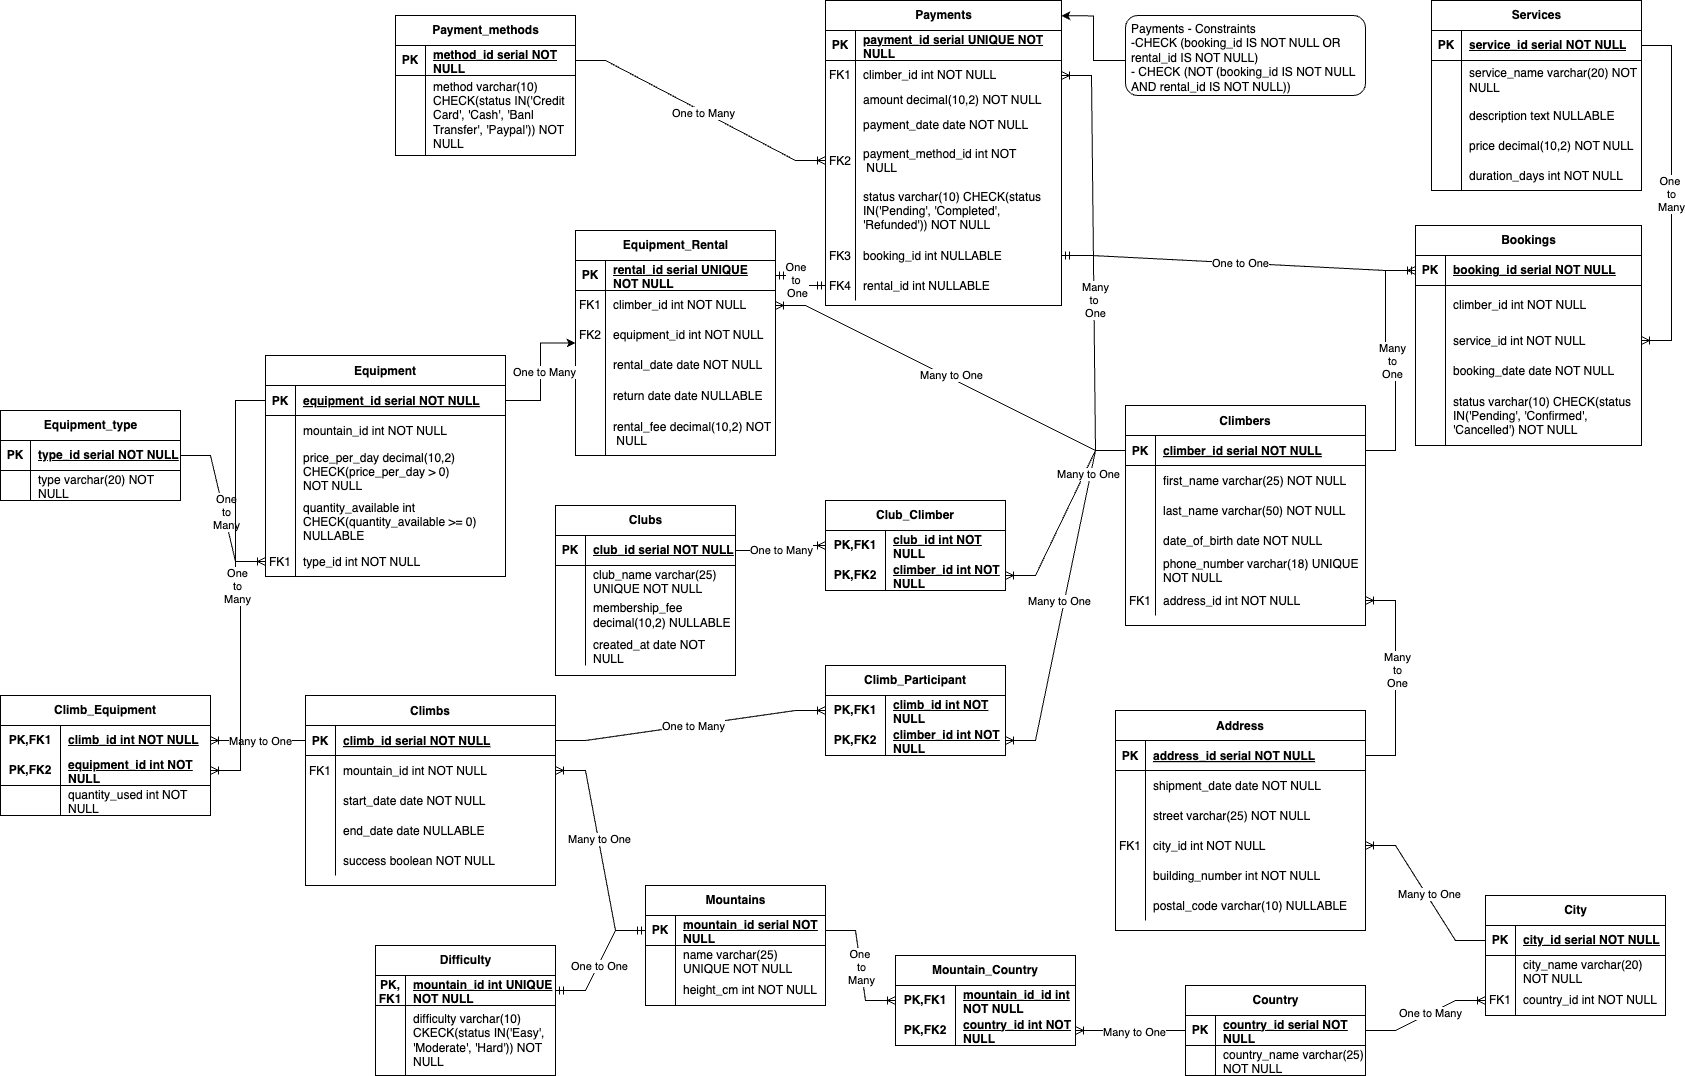 Payment_methods
PK
method_id serial NOT
NULL
method varchar(10)
CHECK(status IN('Credit
Card', 'Cash', 'Banl
Transfer', 'Paypal')) NOT
NULL
One to Many
Payments
PK
payment_id serial UNIQUE NOT
NULL
FK1
climber_id int NOT NULL
amount decimal(10,2) NOT NULL
payment_date date NOT NULL
FK2
payment_method_id int NOT
NULL
status varchar(10) CHECK(status
IN('Pending', 'Completed',
'Refunded')) NOT NULL
FK3
booking_id int NULLABLE
FK4
rental_id int NULLABLE
Payments - Constraints
-CHECK (booking_id IS NOT NULL OR
rental_id IS NOT NULL)
- CHECK (NOT (booking_id IS NOT NULL
AND rental_id IS NOT NULL))
Services
PK
service_id serial NOT NULL
service_name varchar(20) NOT
NULL
description text NULLABLE
price decimal(10,2) NOT NULL
duration_days int NOT NULL
One
to
Many
Bookings
PK
booking_id serial NOT NULL
climber_id int NOT NULL
service_id int NOT NULL
booking_date date NOT NULL
status varchar(10) CHECK(status
IN('Pending', 'Confirmed',
'Cancelled') NOT NULL
One to One
Many
to
One
Many
to
One
Equipment_Rental
PK
rental_id serial UNIQUE
NOT NULL
FK1
climber_id int NOT NULL
FK2
equipment_id int NOT NULL
rental_date date NOT NULL
return date date NULLABLE
rental_fee decimal(10,2) NOT
NULL
One
to
One
Many to One
One to Many
Equipment
PK
equipment_id serial NOT NULL
mountain_id int NOT NULL
price_per_day decimal(10,2)
CHECK(price_per_day > 0)
NOT NULL
quantity_available int
CHECK(quantity_available >= 0)
NULLABLE
FK1
type_id int NOT NULL
Equipment_type
PK
type_id serial NOT NULL
type varchar(20) NOT
NULL
One
to
Many
One
to
Many
Clubs
PK
club_id serial NOT NULL
club_name varchar(25)
UNIQUE NOT NULL
membership_fee
decimal(10,2) NULLABLE
created_at date NOT
NULL
One to Many
Club_Climber
PK,FK1
club_id int NOT
NULL
PK,FK2
climber_id int NOT
NULL
Many to One
Many to One
Climbers
PK
climber_id serial NOT NULL
first_name varchar(25) NOT NULL
last_name varchar(50) NOT NULL
date_of_birth date NOT NULL
phone_number varchar(18) UNIQUE
NOT NULL
FK1
address_id int NOT NULL
Many
to
One
Climb_Participant
PK,FK1
climb_id int NOT
NULL
PK,FK2
climber_id int NOT
NULL
One to Many
Climb_Equipment
PK,FK1
climb_id int NOT NULL
PK,FK2
equipment_id int NOT
NULL
quantity_used int NOT
NULL
Many to One
Climbs
PK
climb_id serial NOT NULL
FK1
mountain_id int NOT NULL
start_date date NOT NULL
end_date date NULLABLE
success boolean NOT NULL
Many to One
Address
PK
address_id serial NOT NULL
shipment_date date NOT NULL
street varchar(25) NOT NULL
FK1
city_id int NOT NULL
building_number int NOT NULL
postal_code varchar(10) NULLABLE
Many to One
Mountains
PK
mountain_id serial NOT
NULL
name varchar(25)
UNIQUE NOT NULL
height_cm int NOT NULL
One to One
Difficulty
PK,
FK1
mountain_id int UNIQUE
NOT NULL
difficulty varchar(10)
CKECK(status IN('Easy',
'Moderate', 'Hard')) NOT
NULL
One
to
Many
Mountain_Country
PK,FK1
mountain_id_id int
NOT NULL
PK,FK2
country_id int NOT
NULL
Many to One
Country
PK
country_id serial NOT
NULL
country_name varchar(25)
NOT NULL
One to Many
City
PK
city_id serial NOT NULL
city_name varchar(20)
NOT NULL
FK1
country_id int NOT NULL